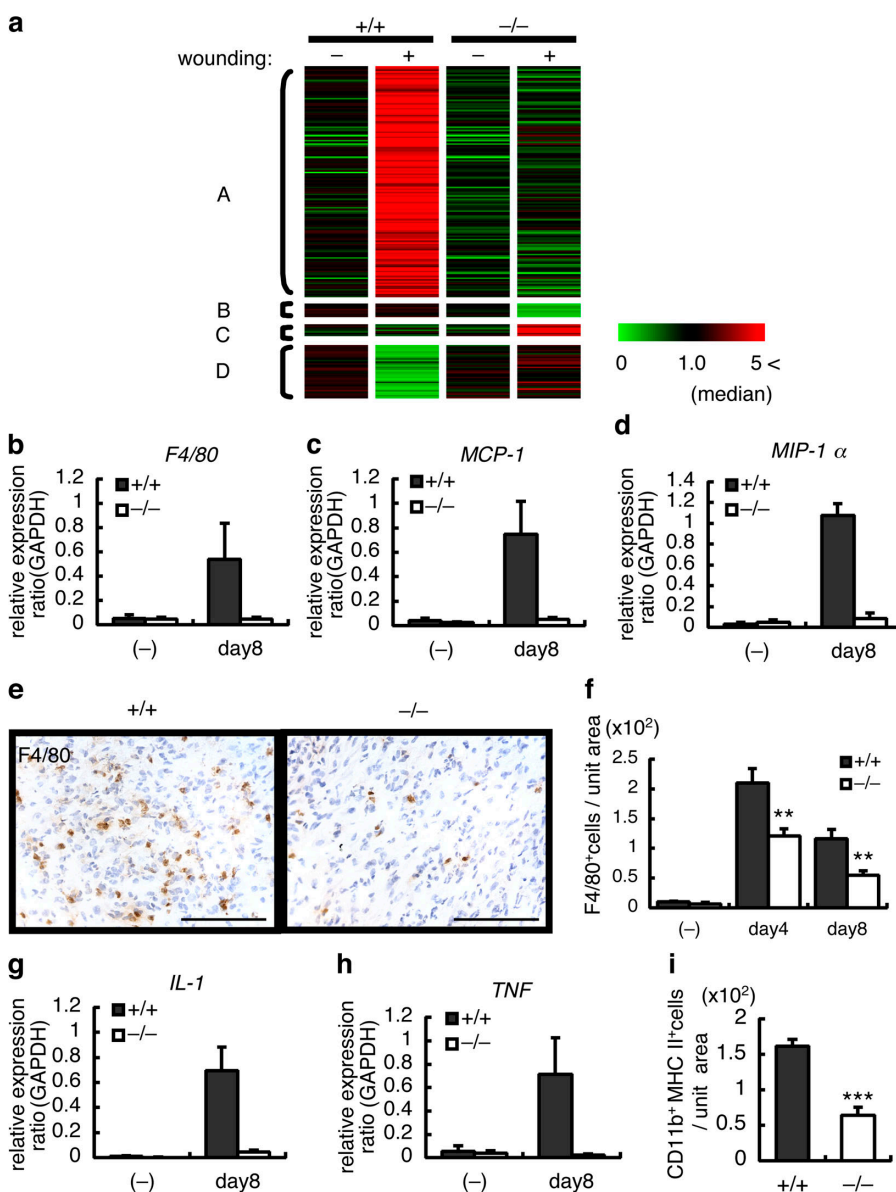 a
+/+ –/–
wounding: – + – +
A
B
C
D
0 1.0 5 <
(median)
b
F4/80
+/+
–/–
relative expression
ratio(GAPDH)
1.2
1
0.8
0.6
0.4
0.2
0
(–) day8
c
MCP-1
+/+
–/–
relative expression
ratio(GAPDH)
1.2
1
0.8
0.6
0.4
0.2
0
(–) day8
d
MIP-1 α
+/+
–/–
relative expression
ratio (GAPDH)
1.4
1.2
1.0
0.8
0.6
0.4
0.2
0
(–) day8
e
+/+ –/–
F4/80
f
(x10²)
+/+
–/–
F4/80⁺cells / unit area
2.5
2
1.5
1
0.5
0
**
**
(–) day4 day8
g
IL-1
+/+
–/–
relative expression
ratio (GAPDH)
1.2
1
0.8
0.6
0.4
0.2
0
(–) day8
h
TNF
+/+
–/–
relative expression
ratio (GAPDH)
1.2
1
0.8
0.6
0.4
0.2
0
(–) day8
i
(x10²)
CD11b⁺ MHC II⁺cells
/ unit area
2
1.5
1
0.5
0
***
+/+ –/–